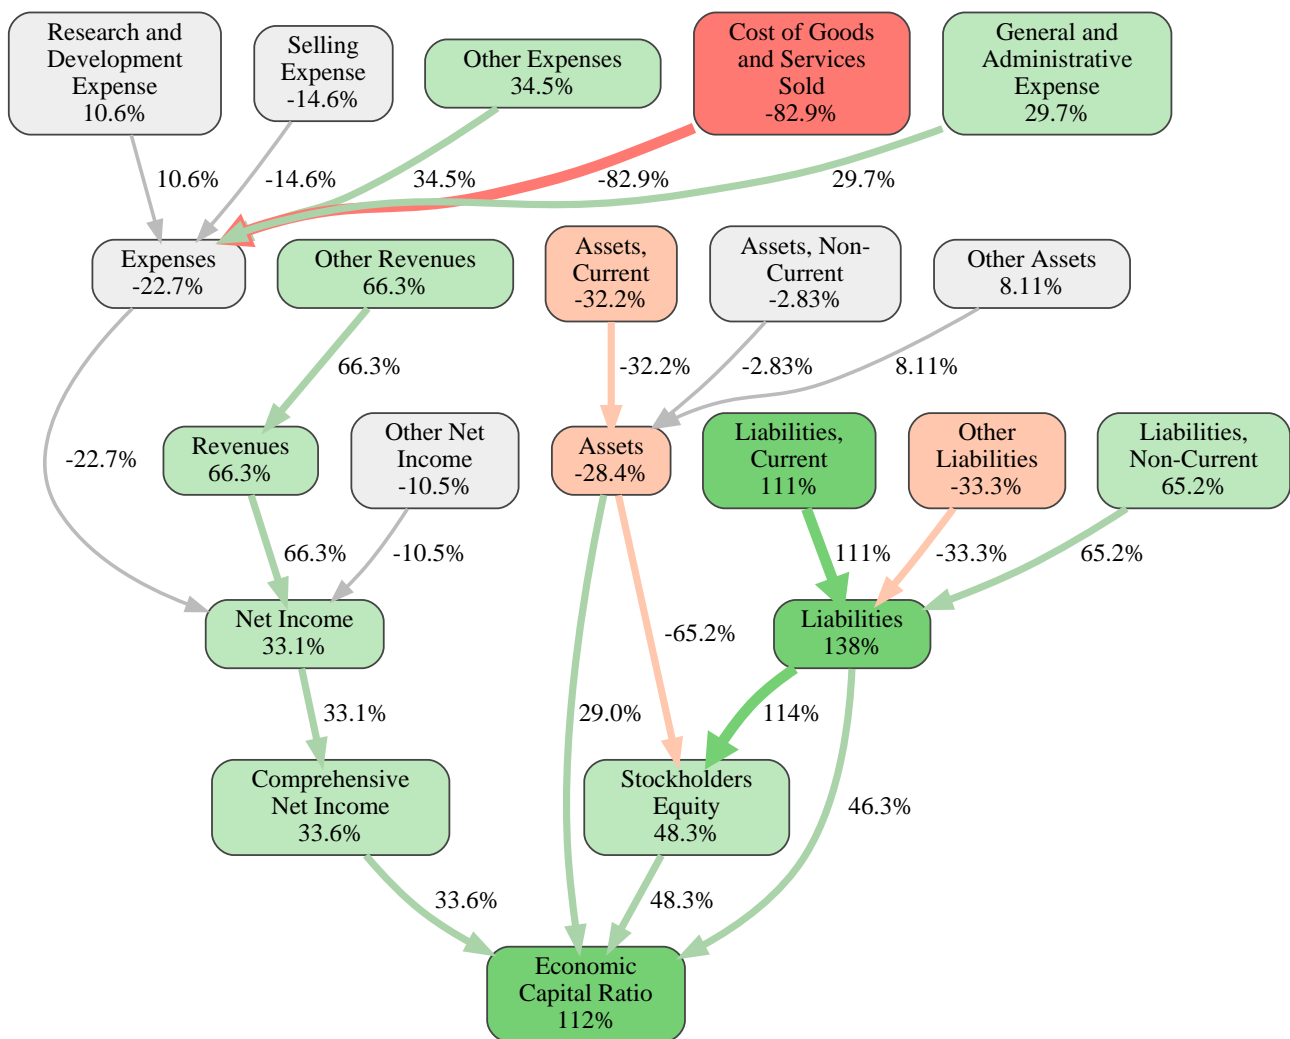 Research and
Development
Expense
10.6%
Selling
Expense
-14.6%
Other Expenses
34.5%
Cost of Goods
and Services
Sold
-82.9%
General and
Administrative
Expense
29.7%
10.6%
-14.6%
34.5%
-82.9%
29.7%
Expenses
-22.7%
Other Revenues
66.3%
Assets,
Current
-32.2%
Assets, Non-
Current
-2.83%
Other Assets
8.11%
66.3%
-32.2%
-2.83%
8.11%
-22.7%
Revenues
66.3%
Other Net
Income
-10.5%
Assets
-28.4%
Liabilities,
Current
111%
Other
Liabilities
-33.3%
Liabilities,
Non-Current
65.2%
66.3%
-10.5%
111%
-33.3%
65.2%
Net Income
33.1%
-65.2%
Liabilities
138%
33.1%
29.0%
114%
Comprehensive
Net Income
33.6%
Stockholders
Equity
48.3%
46.3%
33.6%
48.3%
Economic
Capital Ratio
112%